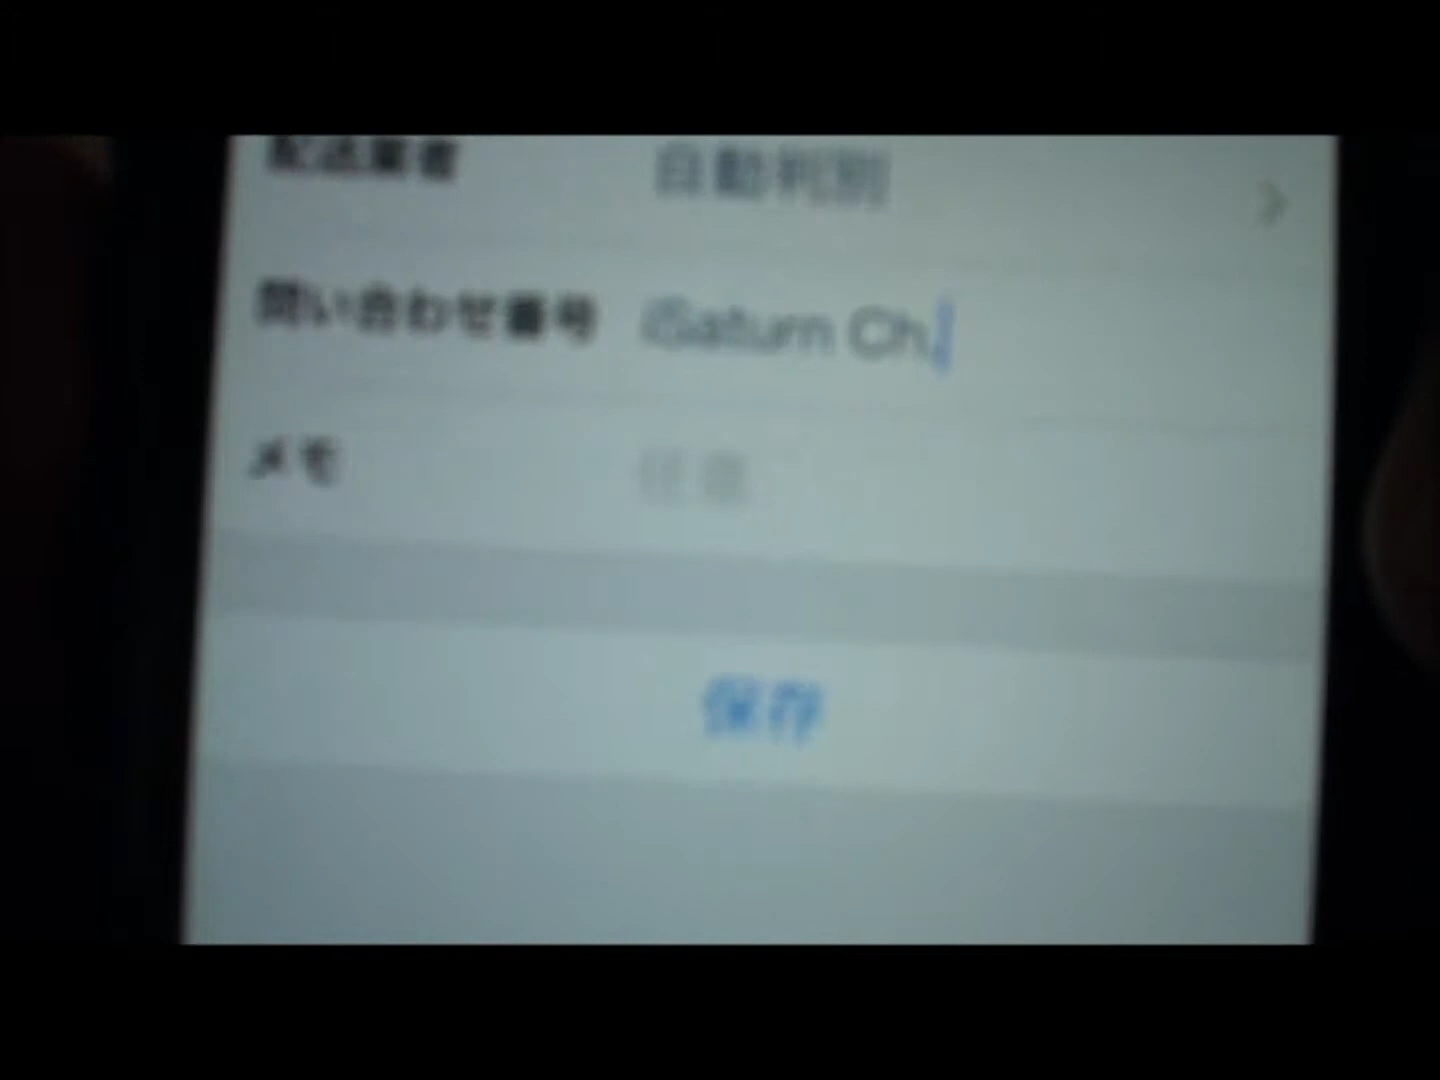 配送業者 自動判別
問い合わせ番号 iSaturn Ch.
メモ 任意
保存